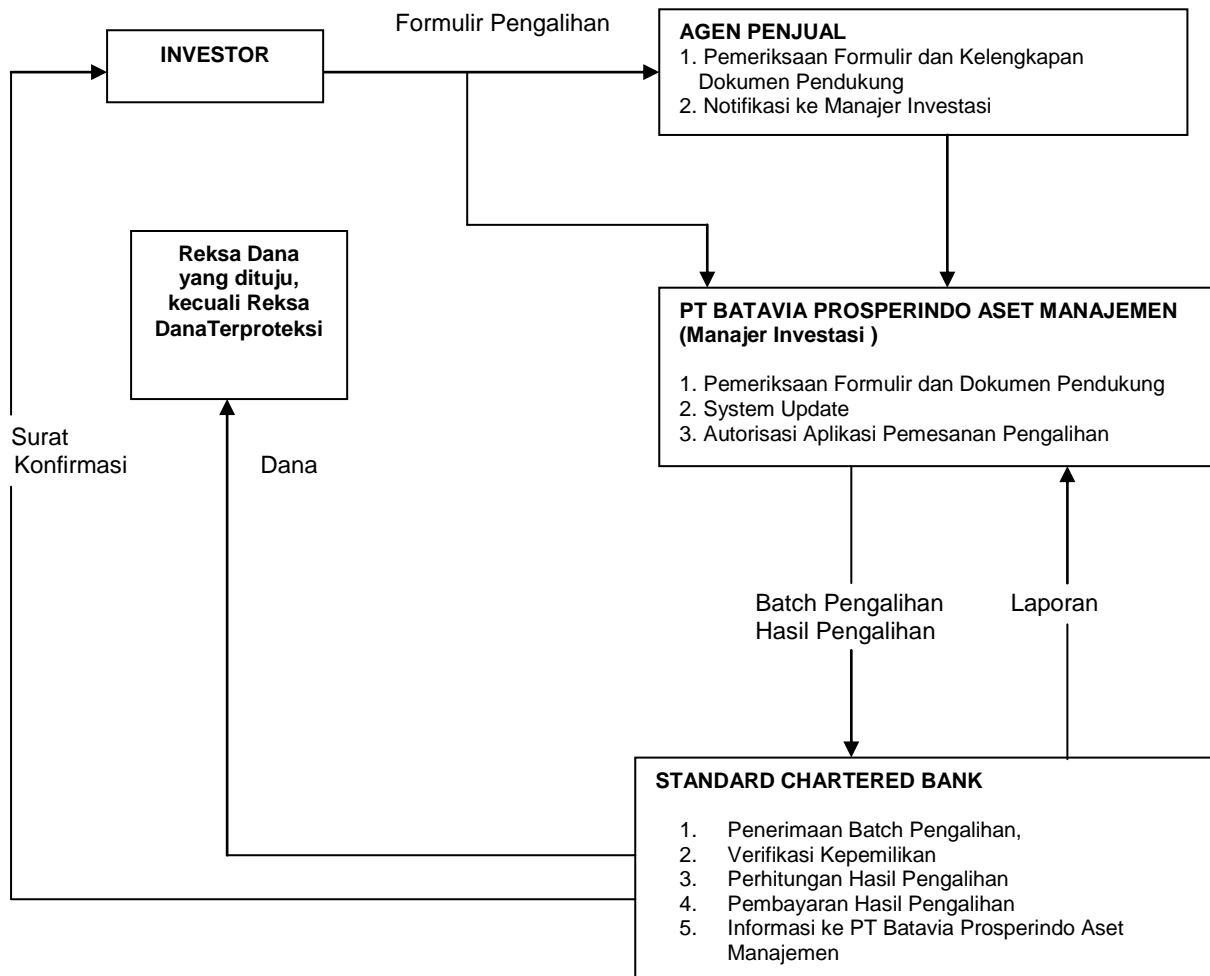 Formulir Pengalihan
INVESTOR
AGEN PENJUAL
1. Pemeriksaan Formulir dan Kelengkapan
Dokumen Pendukung
2. Notifikasi ke Manajer Investasi
Reksa Dana
yang dituju,
kecuali Reksa
DanaTerproteksi
PT BATAVIA PROSPERINDO ASET MANAJEMEN
(Manajer Investasi )
1. Pemeriksaan Formulir dan Dokumen Pendukung
2. System Update
3. Autorisasi Aplikasi Pemesanan Pengalihan
Surat
Konfirmasi
Dana
Batch Pengalihan
Hasil Pengalihan
Laporan
STANDARD CHARTERED BANK
1. Penerimaan Batch Pengalihan,
2. Verifikasi Kepemilikan
3. Perhitungan Hasil Pengalihan
4. Pembayaran Hasil Pengalihan
5. Informasi ke PT Batavia Prosperindo Aset
Manajemen